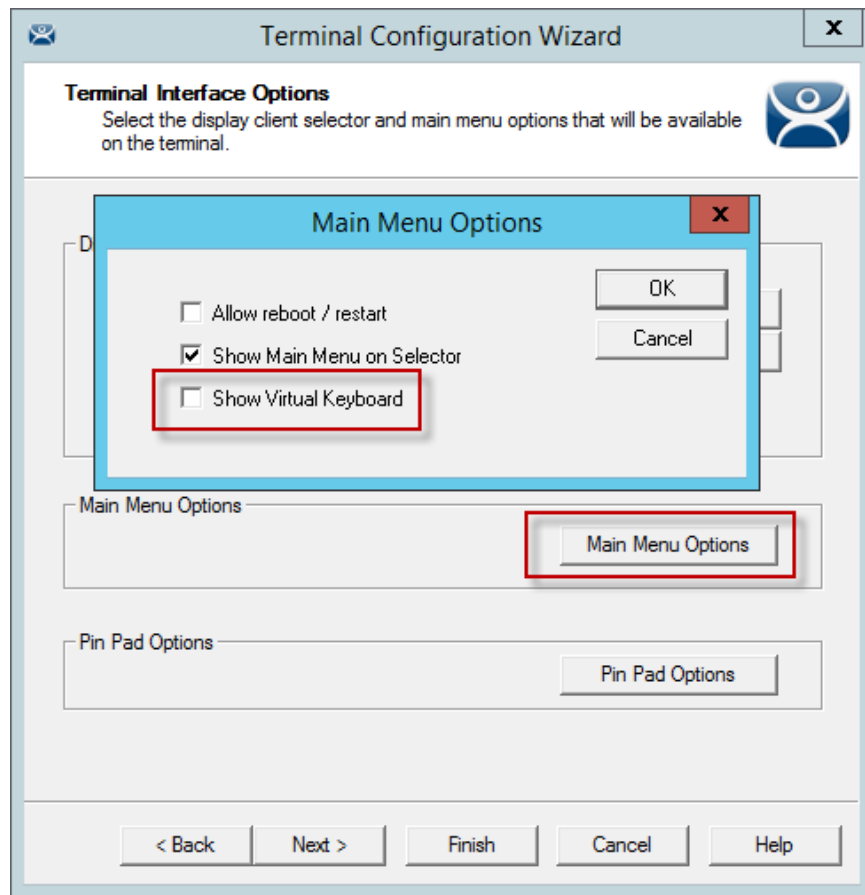 Terminal Configuration Wizard
x
Terminal Interface Options
Select the display client selector and main menu options that will be available
on the terminal.
D
Main Menu Options
x
Allow reboot / restart
Show Main Menu on Selector
Show Virtual Keyboard
OK
Cancel
Main Menu Options
Main Menu Options
Pin Pad Options
Pin Pad Options
< Back
Next >
Finish
Cancel
Help